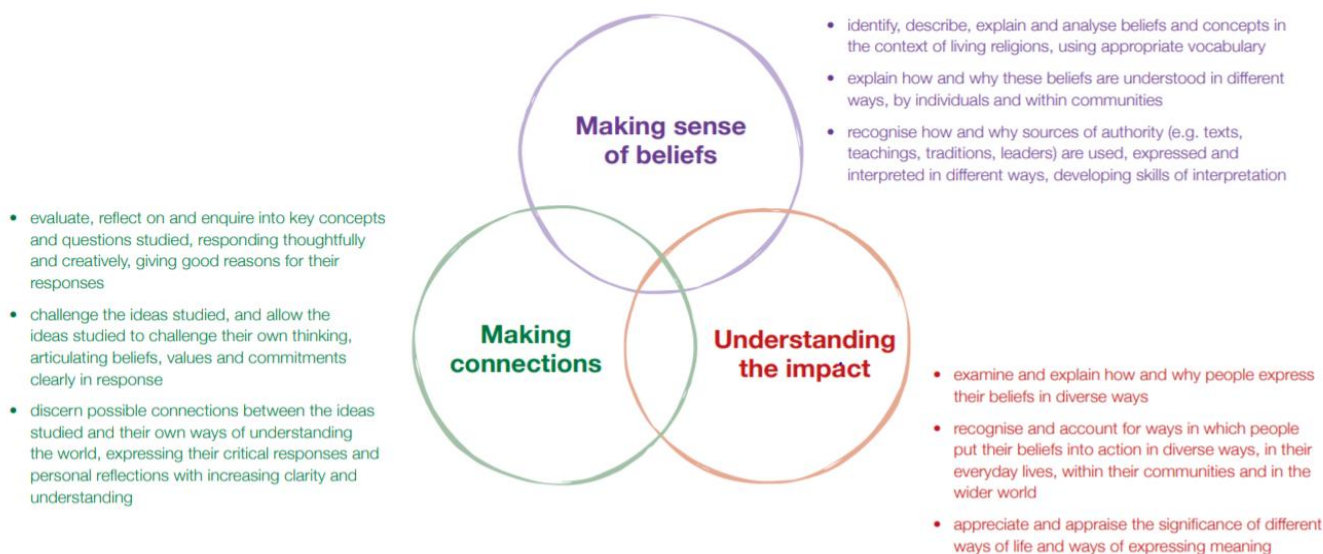 • identify, describe, explain and analyse beliefs and concepts in
the context of living religions, using appropriate vocabulary
• explain how and why these beliefs are understood in different
ways, by individuals and within communities
• recognise how and why sources of authority (e.g. texts,
teachings, traditions, leaders) are used, expressed and
interpreted in different ways, developing skills of interpretation
Making sense
of beliefs
• evaluate, reflect on and enquire into key concepts
and questions studied, responding thoughtfully
and creatively, giving good reasons for their
responses
• challenge the ideas studied, and allow the
ideas studied to challenge their own thinking,
articulating beliefs, values and commitments
clearly in response
• discern possible connections between the ideas
studied and their own ways of understanding
the world, expressing their critical responses and
personal reflections with increasing clarity and
understanding
Making
connections
Understanding
the impact
• examine and explain how and why people express
their beliefs in diverse ways
• recognise and account for ways in which people
put their beliefs into action in diverse ways, in their
everyday lives, within their communities and in the
wider world
• appreciate and appraise the significance of different
ways of life and ways of expressing meaning